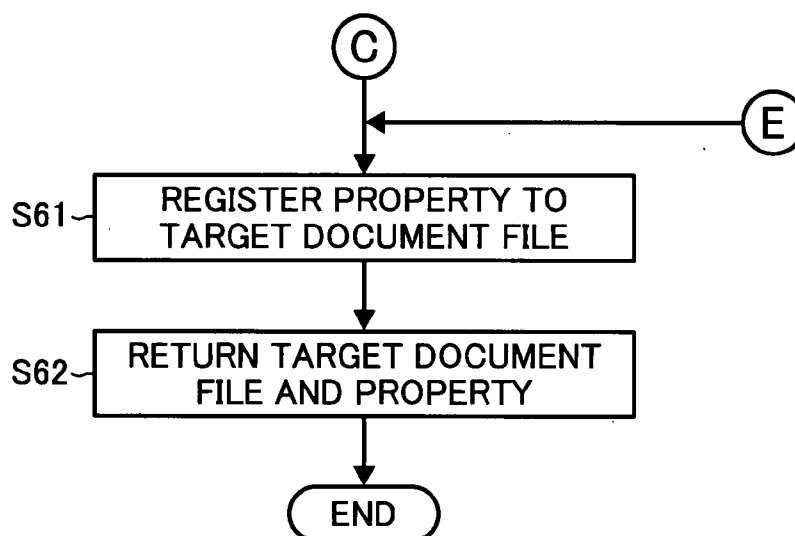 C
E
S61
REGISTER PROPERTY TO
TARGET DOCUMENT FILE
S62
RETURN TARGET DOCUMENT
FILE AND PROPERTY
END